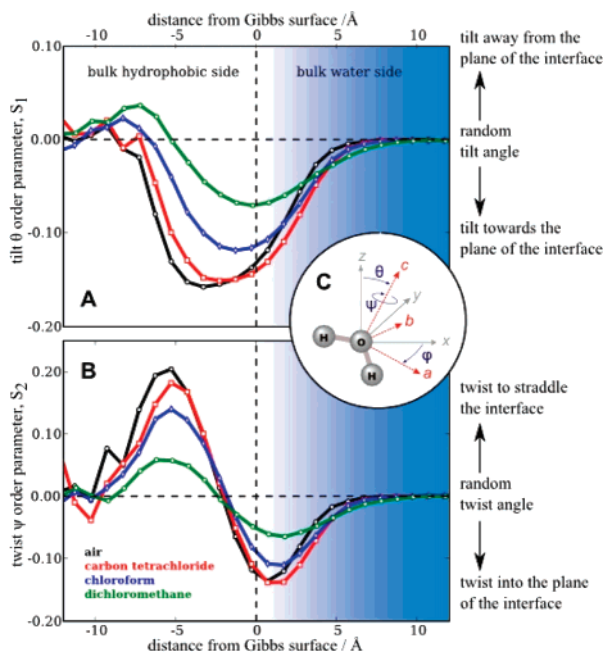 distance from Gibbs surface /Å
-10 -5 0 5 10
0.10
0.00
-0.10
-0.20
tilt θ order parameter, S1
bulk hydrophobic side
bulk water side
A
tilt away from the
plane of the interface
random
tilt angle
tilt towards the
plane of the interface
C
z
θ
c
ψ
y
b
x
φ
a
H
O
H
0.20
0.10
0.00
-0.10
-0.20
twist ψ order parameter, S2
B
air
carbon tetrachloride
chloroform
dichloromethane
twist to straddle
the interface
random
twist angle
twist into the plane
of the interface
-10 -5 0 5 10
distance from Gibbs surface / Å